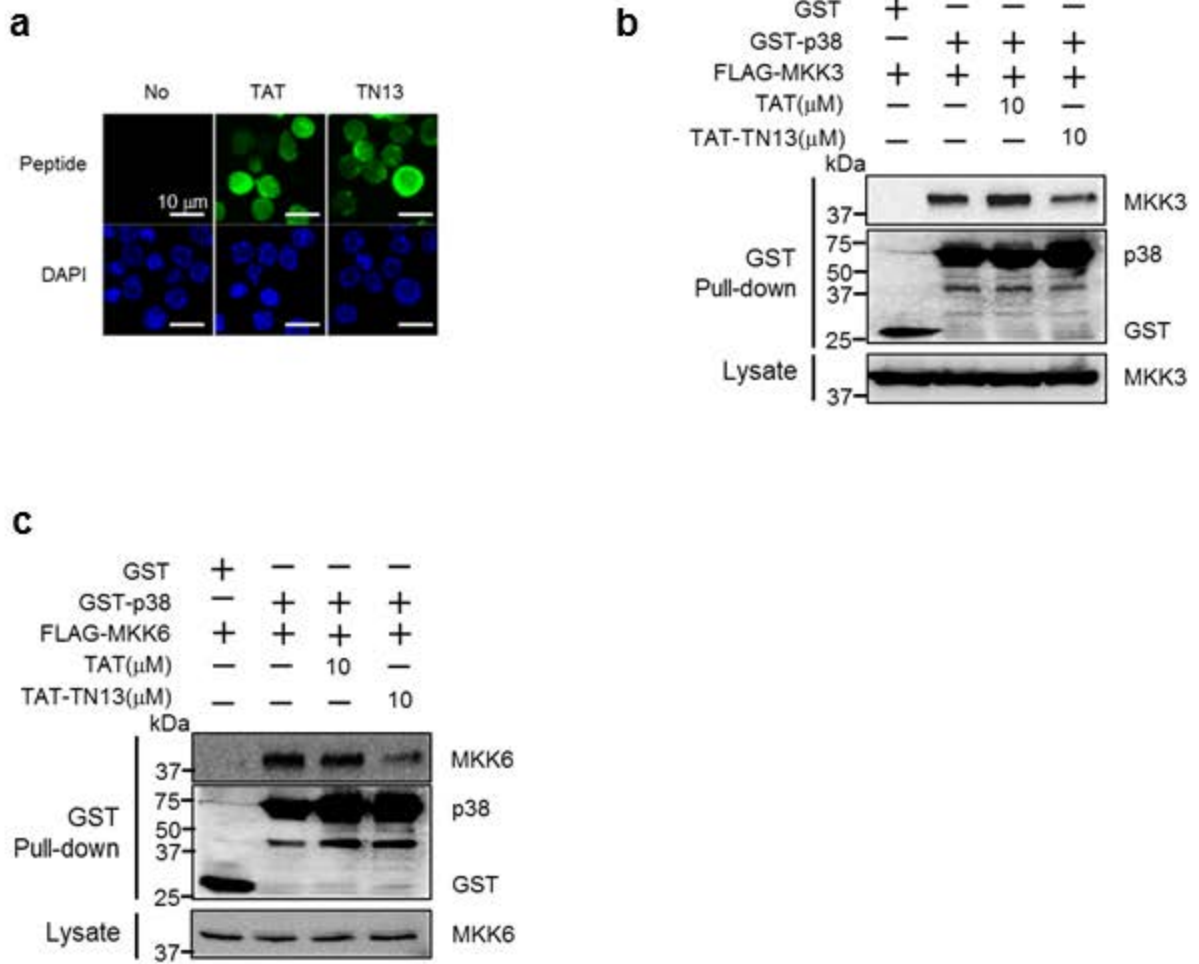 a
No TAT TN13
Peptide
10 µm
DAPI
b
GST + − − −
GST-p38 − + + +
FLAG-MKK3 + + + +
TAT(µM) − − 10 −
TAT-TN13(µM) − − − 10
kDa
37 MKK3
GST Pull-down
75 p38
50
37
25 GST
Lysate
37 MKK3
c
GST + − − −
GST-p38 − + + +
FLAG-MKK6 + + + +
TAT(µM) − − 10 −
TAT-TN13(µM) − − − 10
kDa
37 MKK6
GST Pull-down
75 p38
50
37
25 GST
Lysate
37 MKK6